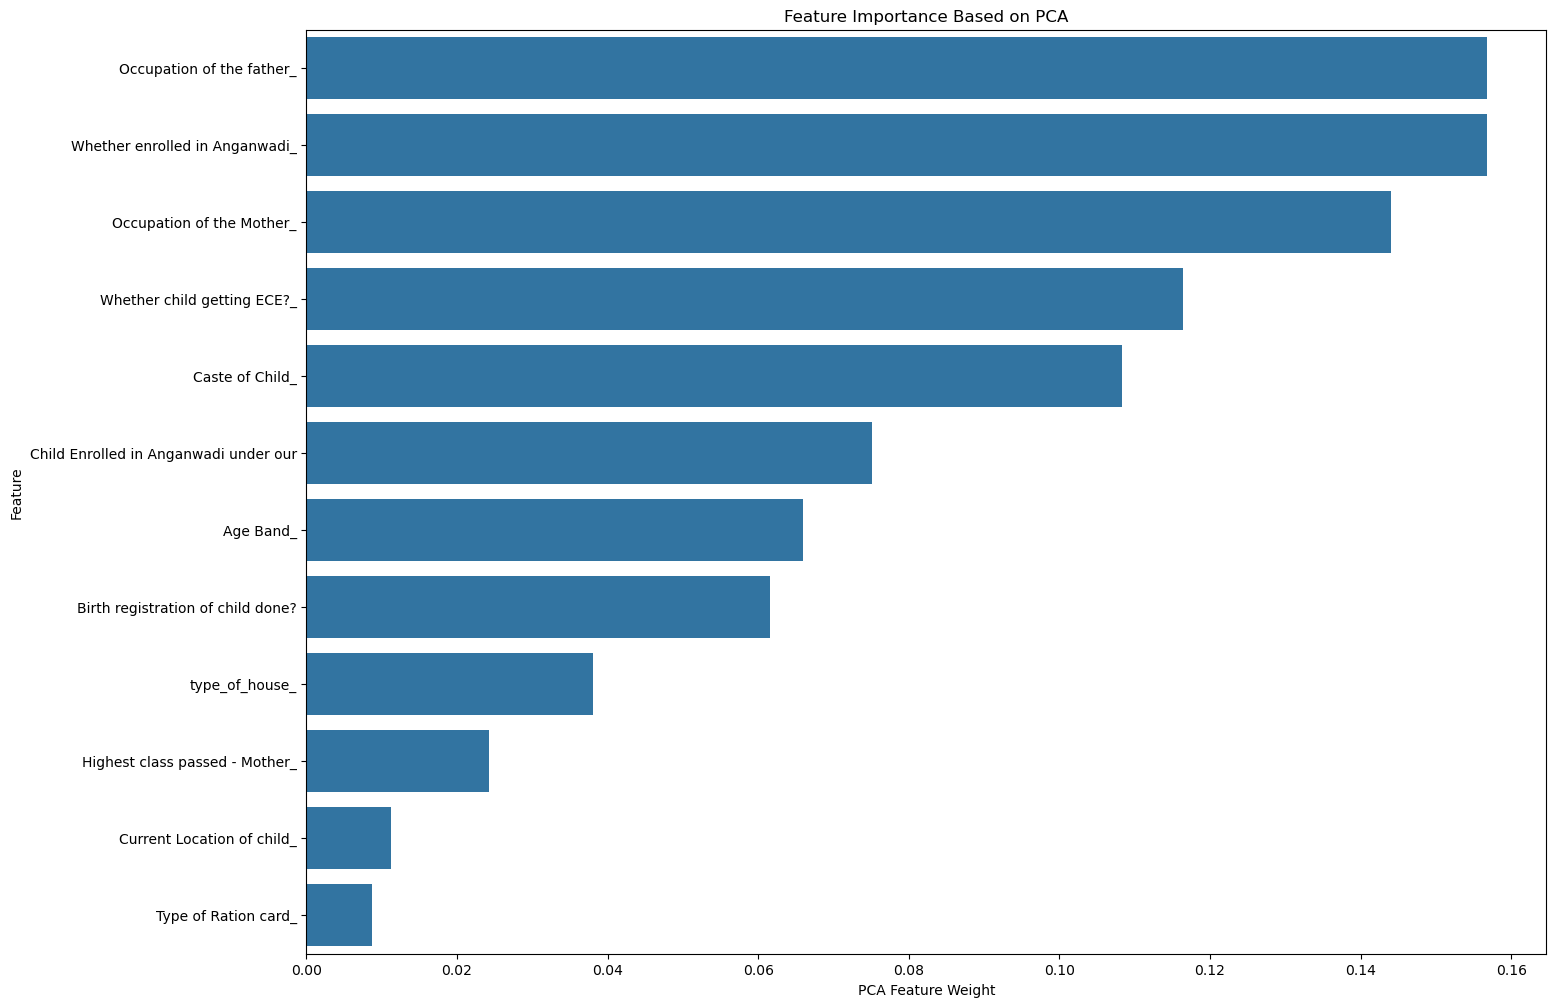 Feature Importance Based on PCA
Occupation of the father_
Whether enrolled in Anganwadi_
Occupation of the Mother_
Whether child getting ECE?_
Caste of Child_
Child Enrolled in Anganwadi under our
Age Band_
Birth registration of child done?
type_of_house_
Highest class passed - Mother_
Current Location of child_
Type of Ration card_
Feature
0.00 0.02 0.04 0.06 0.08 0.10 0.12 0.14 0.16
PCA Feature Weight